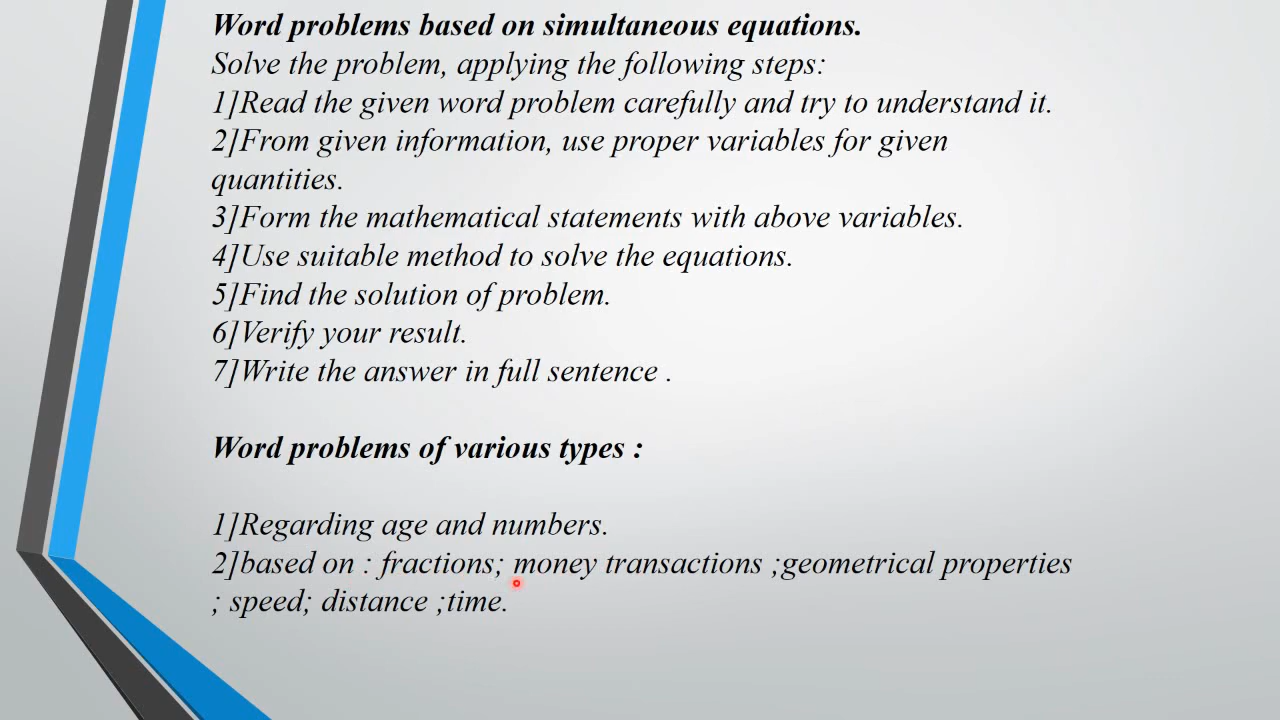 Word problems based on simultaneous equations.
Solve the problem, applying the following steps:
1]Read the given word problem carefully and try to understand it.
2]From given information, use proper variables for given
quantities.
3]Form the mathematical statements with above variables.
4]Use suitable method to solve the equations.
5]Find the solution of problem.
6]Verify your result.
7]Write the answer in full sentence .
Word problems of various types :
1]Regarding age and numbers.
2]based on : fractions; money transactions ;geometrical properties
; speed; distance ;time.